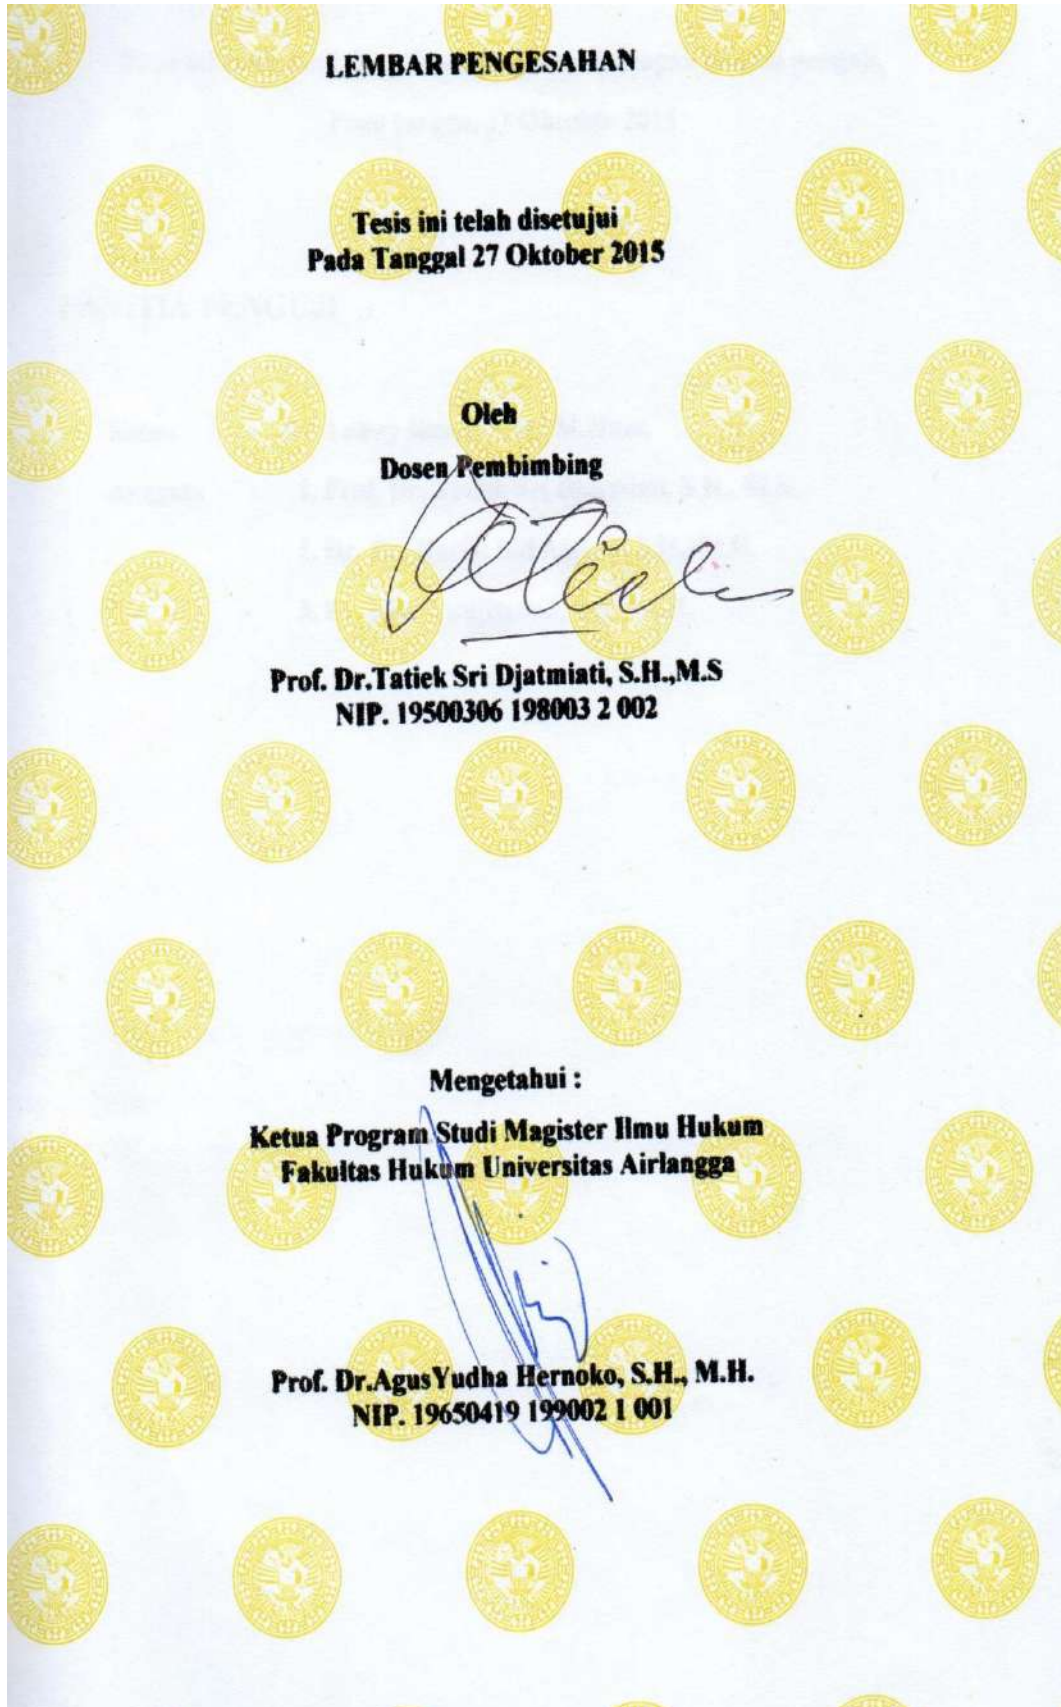 LEMBAR PENGESAHAN
Tesis ini telah disetujui
Pada Tanggal 27 Oktober 2015
Oleh
Dosen Pembimbing
Prof. Dr.Tatiek Sri Djatmiati, S.H.,M.S
NIP. 19500306 198003 2 002
Mengetahui :
Ketua Program Studi Magister Ilmu Hukum
Fakultas Hukum Universitas Airlangga
Prof. Dr.AgusYudha Hernoko, S.H., M.H.
NIP. 19650419 199002 1 001